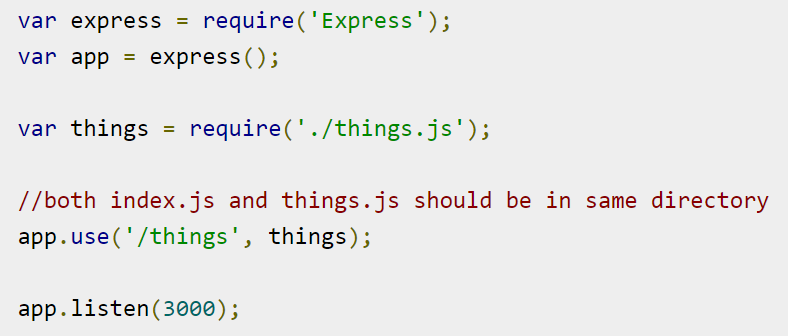 var express = require('Express');
var app = express();
var things = require('./things.js');
//both index.js and things.js should be in same directory
app.use('/things', things);
app.listen(3000);